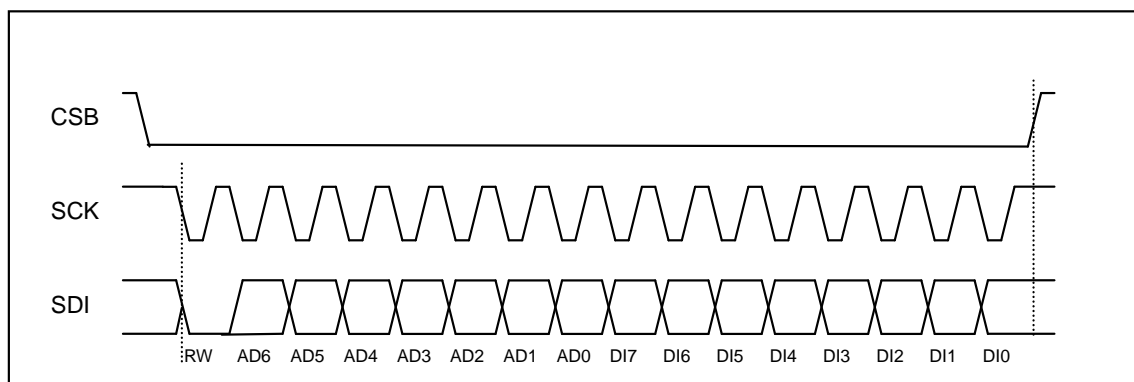 CSB
SCK
SDI
RW AD6 AD5 AD4 AD3 AD2 AD1 AD0 DI7 DI6 DI5 DI4 DI3 DI2 DI1 DI0